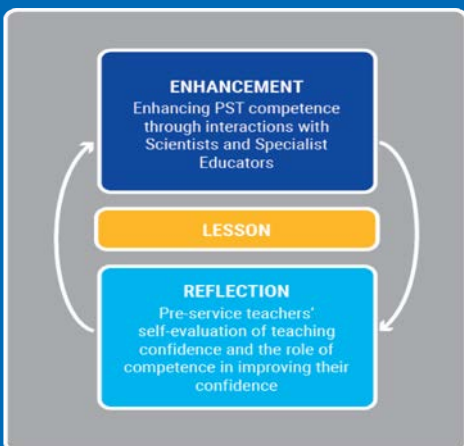 ENHANCEMENT
Enhancing PST competence
through interactions with
Scientists and Specialist
Educators
LESSON
REFLECTION
Pre-service teachers'
self-evaluation of teaching
confidence and the role of
competence in improving their
confidence